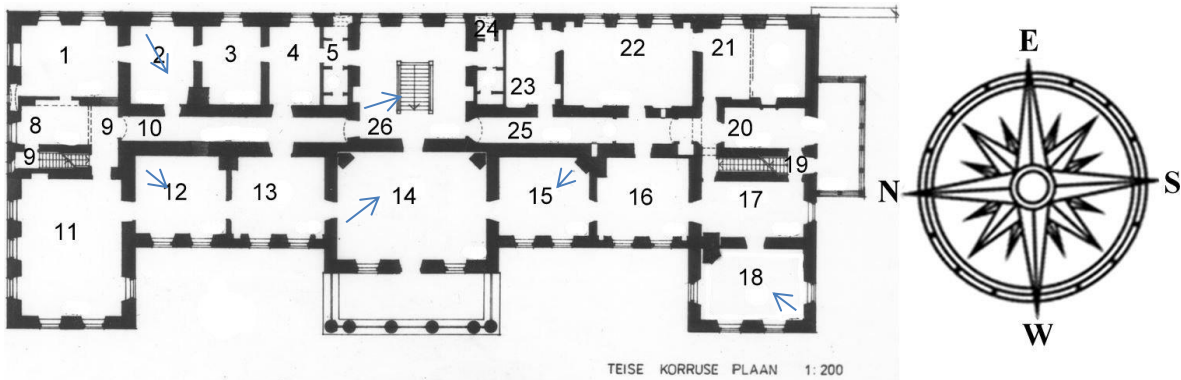 1 2 3 4 5 24 23 22 21
8 9 10 26 25 20
9 12 13 14 15 16 17 19
11 18
TEISE KORRUSE PLAAN 1:200
E
N S
W